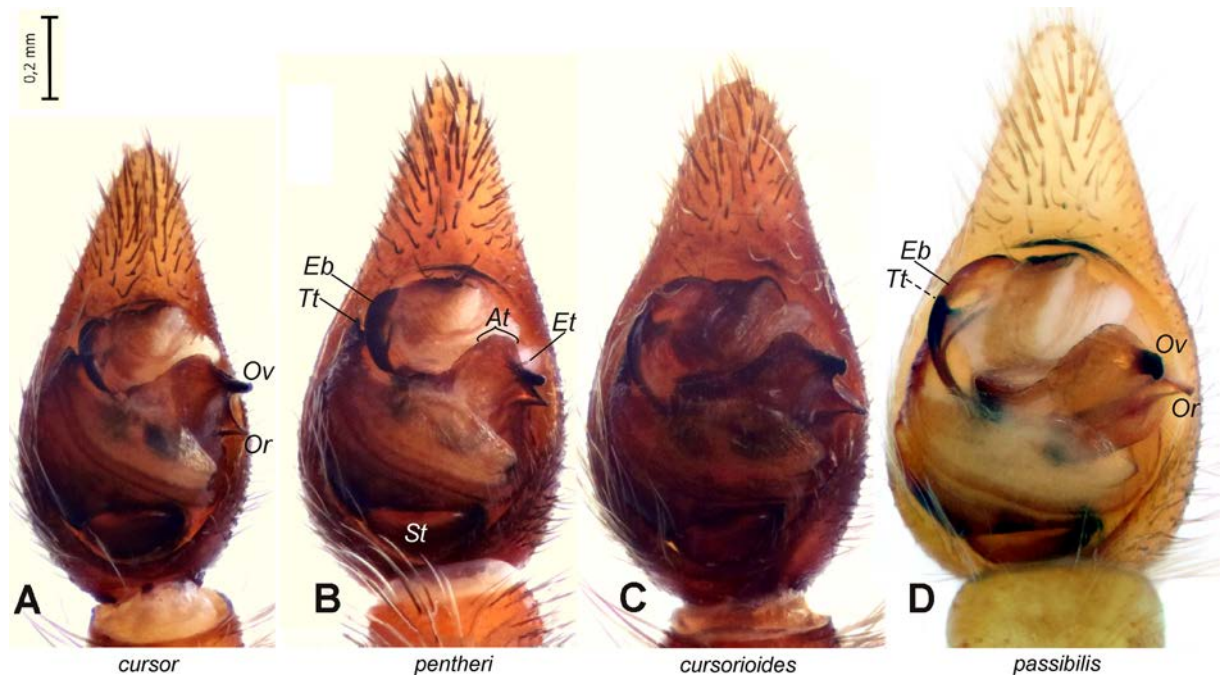 0,2 mm
Ov
Or
A
cursor
Eb
Tt
At
Et
St
B
pentheri
C
cursorioides
Eb
Tt
Ov
Or
D
passibilis